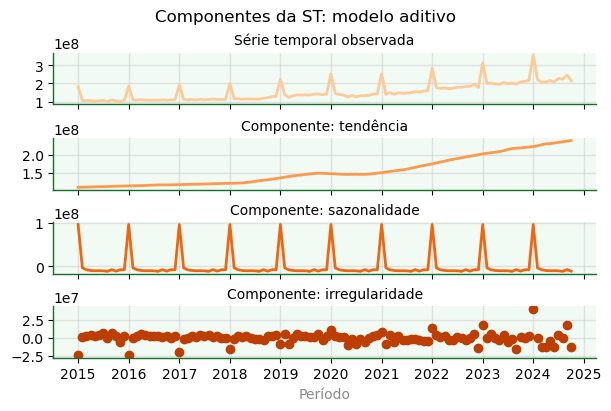 Componentes da ST: modelo aditivo
1e8
Série temporal observada
3
2
1
1e8
Componente: tendência
2.0
1.5
1e8
Componente: sazonalidade
1
0
1e7
Componente: irregularidade
2.5
0.0
−2.5
2015 2016 2017 2018 2019 2020 2021 2022 2023 2024 2025
Período